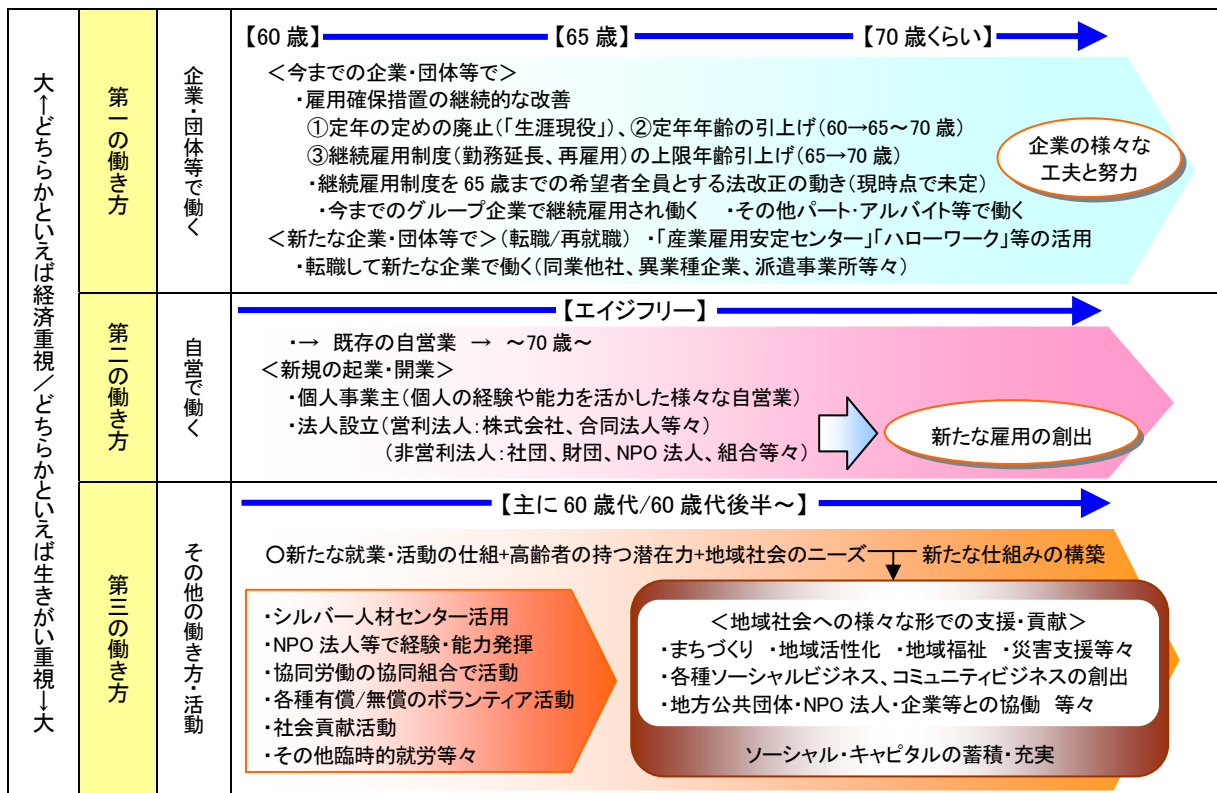 大←どちらかといえば経済重視／どちらかといえば生きがい重視→大
第一の働き方
企業・団体等で働く
【60 歳】
【65 歳】
【70 歳くらい】
＜今までの企業・団体等で＞
・雇用確保措置の継続的な改善
①定年の定めの廃止(「生涯現役」)、②定年年齢の引上げ(60→65～70 歳)
③継続雇用制度(勤務延長、再雇用)の上限年齢引上げ(65→70 歳)
・継続雇用制度を 65 歳までの希望者全員とする法改正の動き(現時点で未定)
・今までのグループ企業で継続雇用され働く　・その他パート・アルバイト等で働く
＜新たな企業・団体等で＞(転職/再就職)　・「産業雇用安定センター」「ハローワーク」等の活用
・転職して新たな企業で働く(同業他社、異業種企業、派遣事業所等々)
企業の様々な
工夫と努力
第二の働き方
自営で働く
【エイジフリー】
・→ 既存の自営業 → ～70 歳～
＜新規の起業・開業＞
・個人事業主(個人の経験や能力を活かした様々な自営業)
・法人設立(営利法人：株式会社、合同法人等々)
(非営利法人：社団、財団、NPO 法人、組合等々)
新たな雇用の創出
第三の働き方
その他の働き方・活動
【主に 60 歳代/60 歳代後半～】
○新たな就業・活動の仕組+高齢者の持つ潜在力+地域社会のニーズ
新たな仕組みの構築
・シルバー人材センター活用
・NPO 法人等で経験・能力発揮
・協同労働の協同組合で活動
・各種有償/無償のボランティア活動
・社会貢献活動
・その他臨時的就労等々
＜地域社会への様々な形での支援・貢献＞
・まちづくり　・地域活性化　・地域福祉　・災害支援等々
・各種ソーシャルビジネス、コミュニティビジネスの創出
・地方公共団体・NPO 法人・企業等との協働　等々
ソーシャル・キャピタルの蓄積・充実